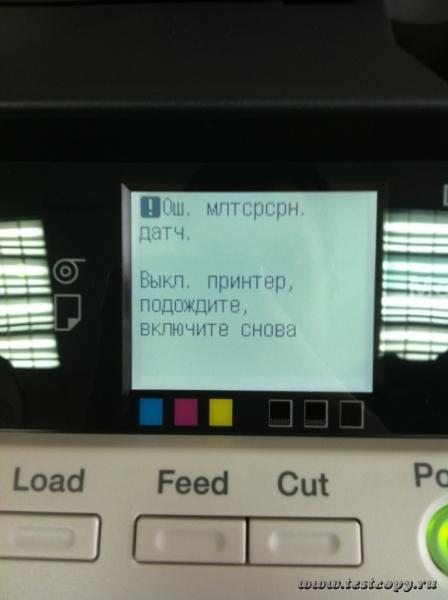 ! Ош. млтсрсрн.
датч.
Выкл. принтер,
подождите,
включите снова
Load
Feed
Cut
Po
www.testcopy.ru